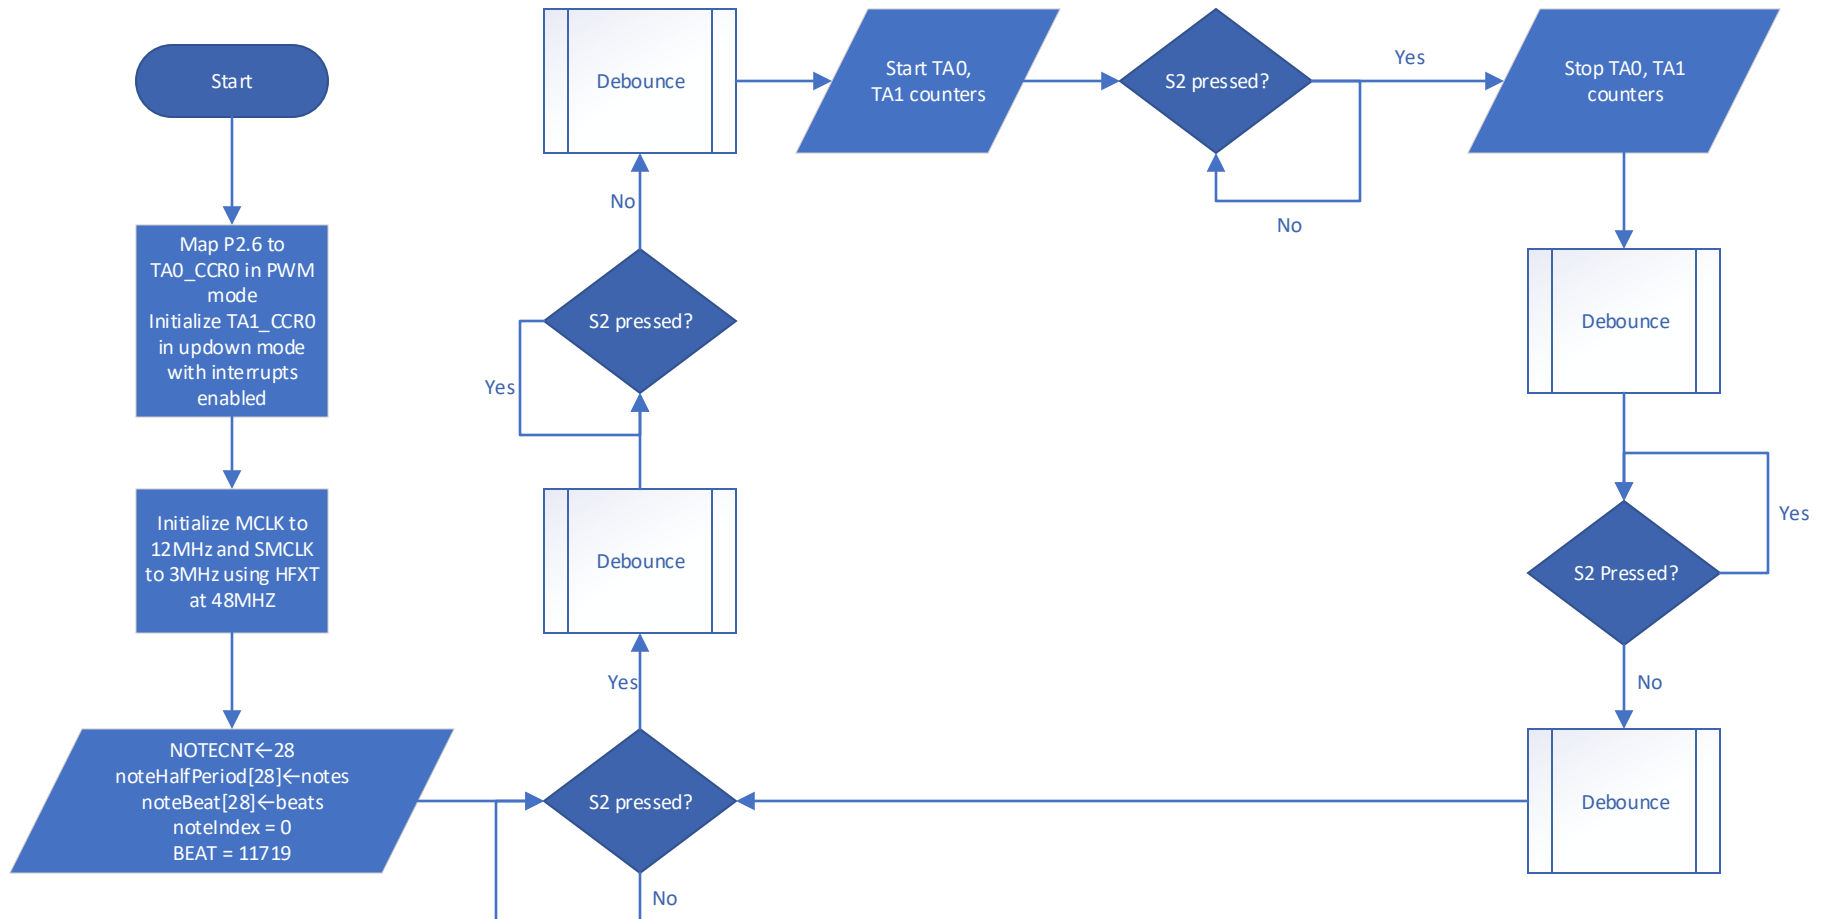 Start
Map P2.6 to
TA0_CCR0 in PWM
mode
Initialize TA1_CCR0
in updown mode
with interrupts
enabled
Initialize MCLK to
12MHz and SMCLK
to 3MHz using HFXT
at 48MHZ
NOTECNT←28
noteHalfPeriod[28]←notes
noteBeat[28]←beats
noteIndex = 0
BEAT = 11719
S2 pressed?
No
Yes
Debounce
S2 pressed?
Yes
No
Debounce
Start TA0,
TA1 counters
S2 pressed?
No
Yes
Stop TA0, TA1
counters
Debounce
S2 Pressed?
Yes
No
Debounce